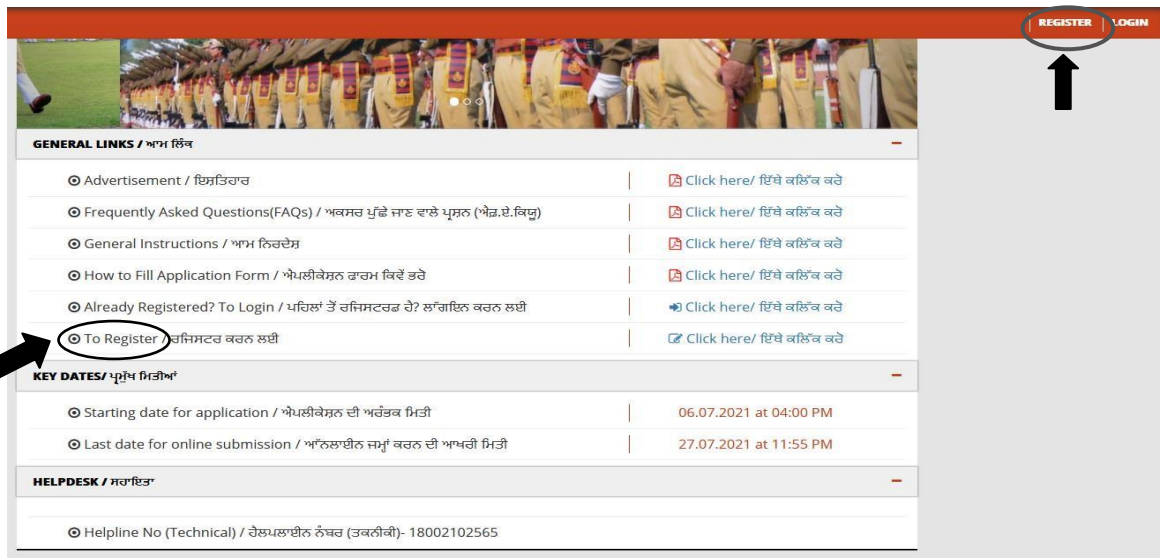 REGISTER LOGIN
GENERAL LINKS / ਆਮ ਲਿੰਕ
Advertisement / ਇਸ਼ਤਿਹਾਰ Click here/ ਇੱਥੇ ਕਲਿੱਕ ਕਰੋ
Frequently Asked Questions(FAQs) / ਅਕਸਰ ਪੁੱਛੇ ਜਾਣ ਵਾਲੇ ਪ੍ਰਸ਼ਨ (ਐਫ਼.ਏ.ਕਿਯੂ) Click here/ ਇੱਥੇ ਕਲਿੱਕ ਕਰੋ
General Instructions / ਆਮ ਨਿਰਦੇਸ਼ Click here/ ਇੱਥੇ ਕਲਿੱਕ ਕਰੋ
How to Fill Application Form / ਐਪਲੀਕੇਸ਼ਨ ਫਾਰਮ ਕਿਵੇਂ ਭਰੋ Click here/ ਇੱਥੇ ਕਲਿੱਕ ਕਰੋ
Already Registered? To Login / ਪਹਿਲਾਂ ਤੋਂ ਰਜਿਸਟਰਡ ਹੋ? ਲਾੱਗਇਨ ਕਰਨ ਲਈ Click here/ ਇੱਥੇ ਕਲਿੱਕ ਕਰੋ
To Register / ਰਜਿਸਟਰ ਕਰਨ ਲਈ Click here/ ਇੱਥੇ ਕਲਿੱਕ ਕਰੋ
KEY DATES/ ਪ੍ਰਮੁੱਖ ਮਿਤੀਆਂ
Starting date for application / ਐਪਲੀਕੇਸ਼ਨ ਦੀ ਅਰੰਭਕ ਮਿਤੀ 06.07.2021 at 04:00 PM
Last date for online submission / ਆੱਨਲਾਈਨ ਜਮ੍ਹਾਂ ਕਰਨ ਦੀ ਆਖਰੀ ਮਿਤੀ 27.07.2021 at 11:55 PM
HELPDESK / ਸਹਾਇਤਾ
Helpline No (Technical) / ਹੈਲਪਲਾਈਨ ਨੰਬਰ (ਤਕਨੀਕੀ)- 18002102565